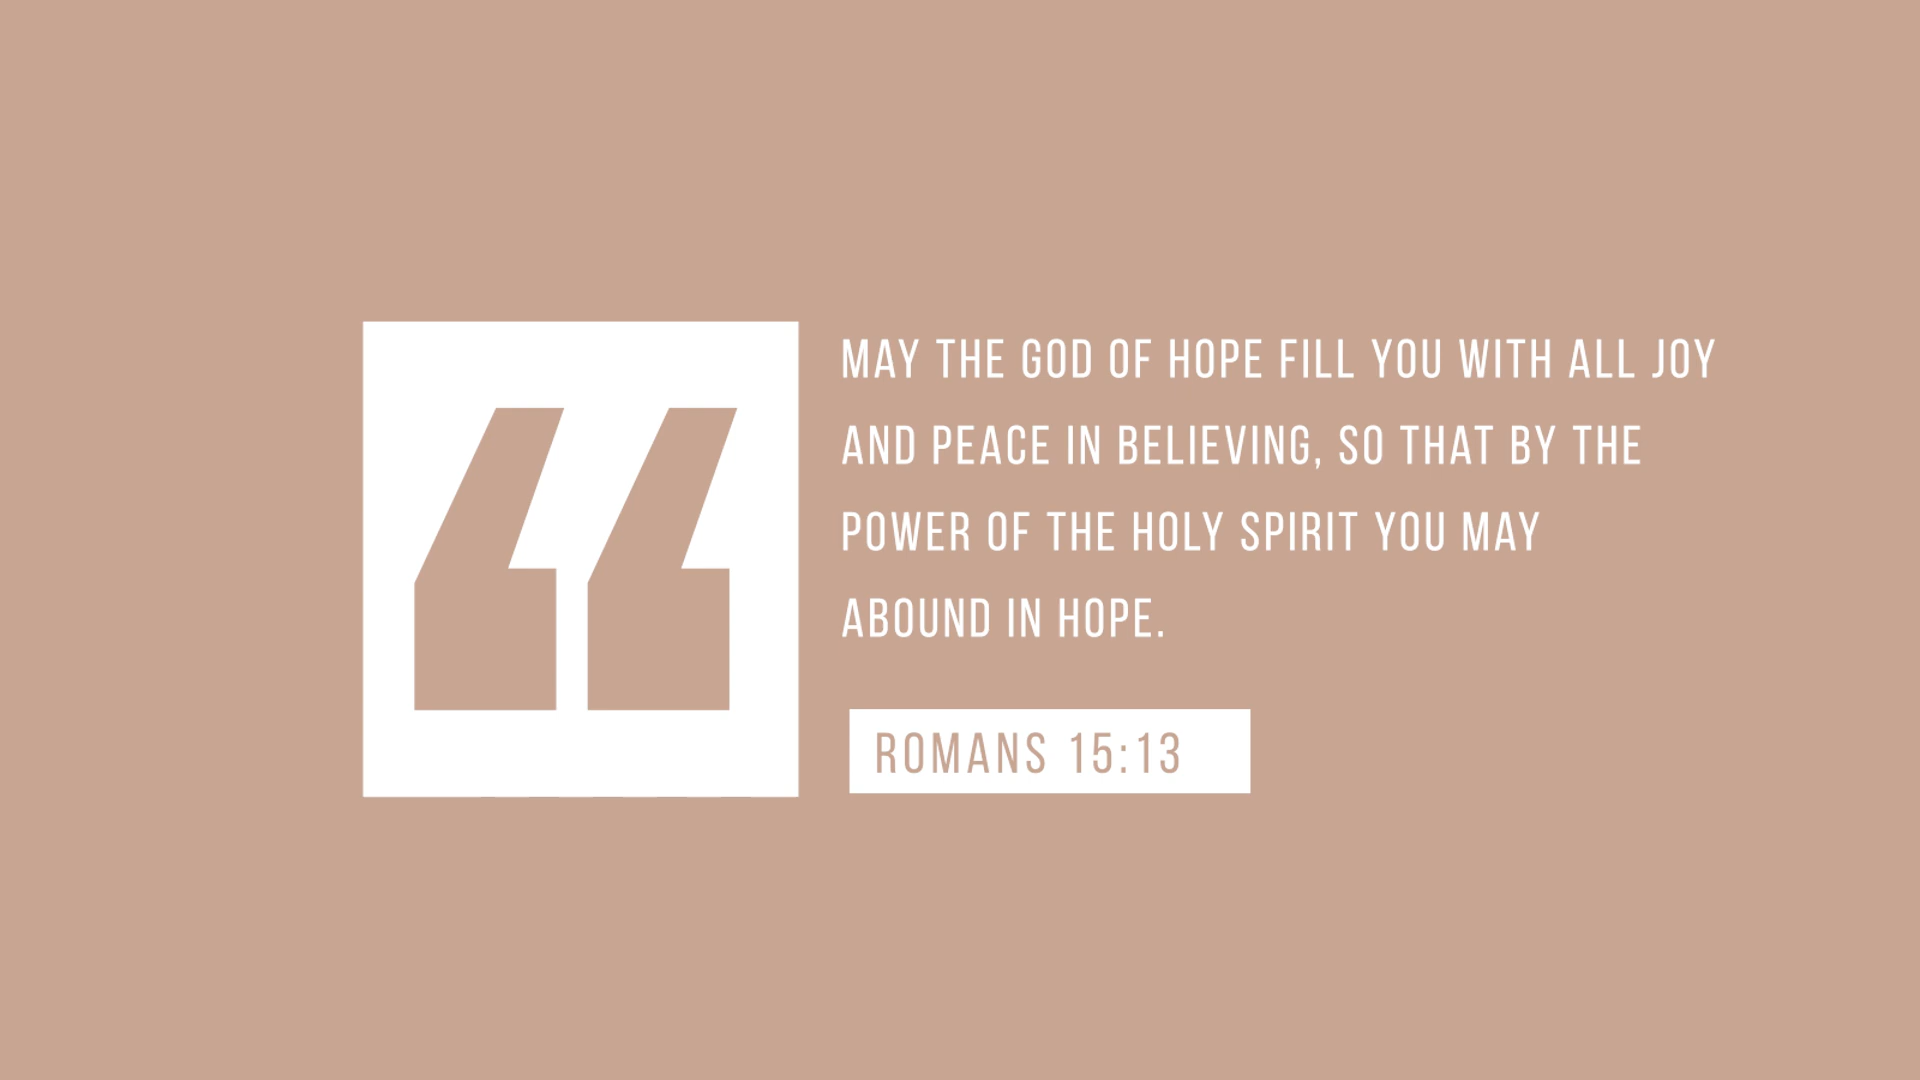 MAY THE GOD OF HOPE FILL YOU WITH ALL JOY
AND PEACE IN BELIEVING, SO THAT BY THE
POWER OF THE HOLY SPIRIT YOU MAY
ABOUND IN HOPE.
ROMANS 15:13